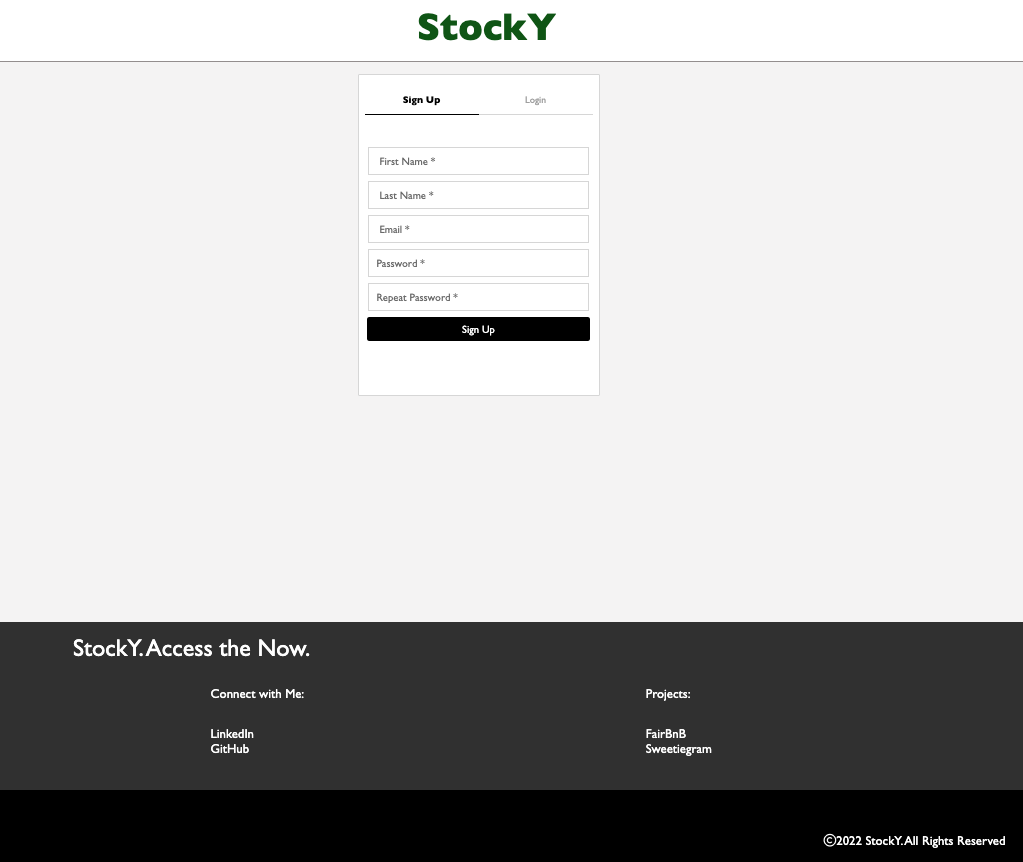 StockY
Sign Up
Login
First Name *
Last Name *
Email *
Password *
Repeat Password *
Sign Up
StockY. Access the Now.
Connect with Me:
LinkedIn
GitHub
Projects:
FairBnB
Sweetiegram
©2022 StockY. All Rights Reserved